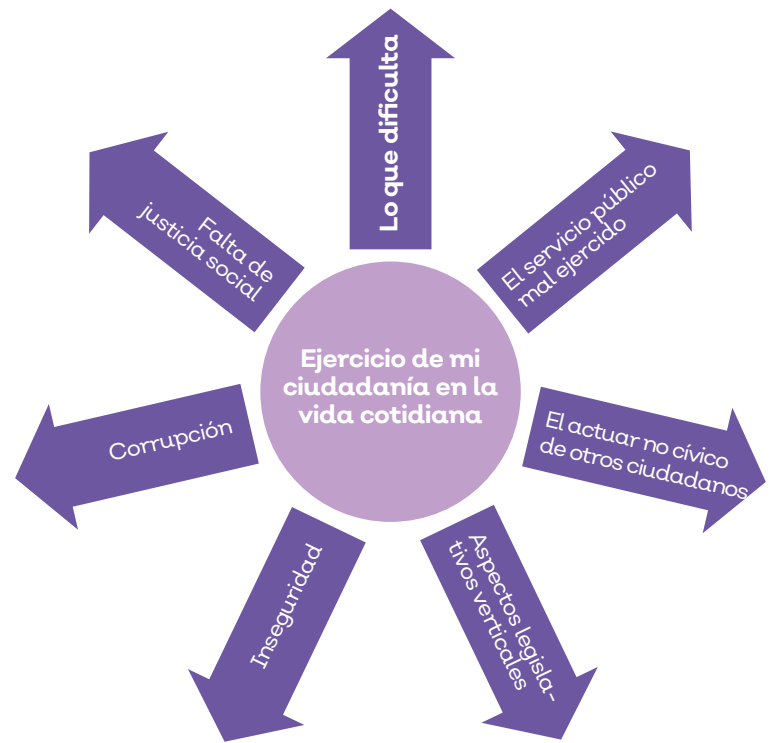 Lo que dificulta
El servicio público
mal ejercido
El actuar no cívico
de otros ciudadanos
Aspectos legisla-
tivos verticales
Inseguridad
Corrupción
Falta de
justicia social
Ejercicio de mi
ciudadanía en la
vida cotidiana